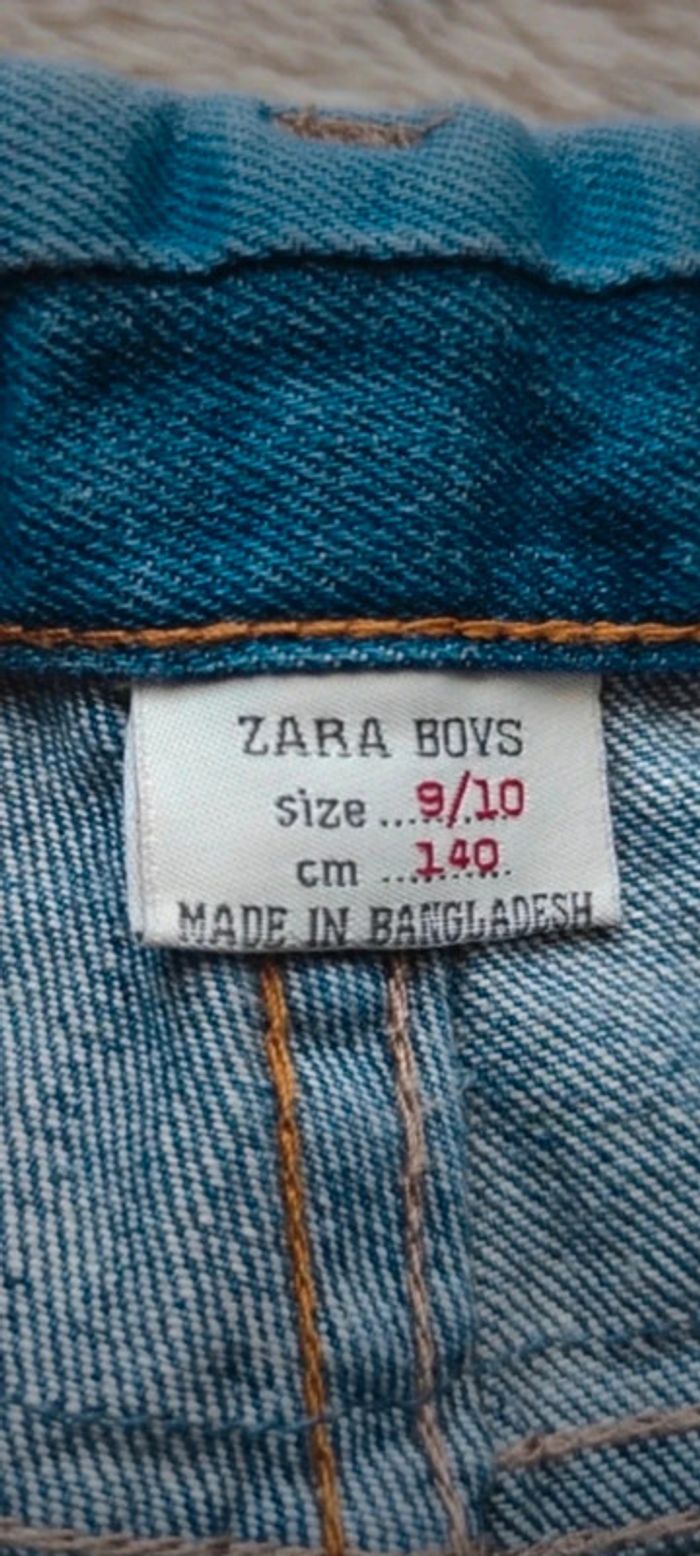 ZARA BOYS
size ........ 9/10
cm ......... 140
MADE IN BANGLADESH